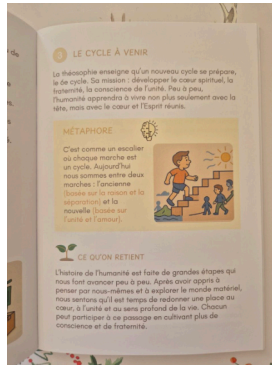 3 LE CYCLE À VENIR
La théosophie enseigne qu'un nouveau cycle se prépare,
le 6e cycle. Sa mission : développer le cœur spirituel, la
fraternité, la conscience de l'unité. Peu à peu,
l'humanité apprendra à vivre non plus seulement avec la
tête, mais avec le cœur et l'Esprit réunis.
MÉTAPHORE
C'est comme un escalier
où chaque marche est
un cycle. Aujourd'hui
nous sommes entre deux
marches : l'ancienne
(basée sur la raison et la
séparation) et la
nouvelle (basée sur
l'unité et l'amour).
CE QU'ON RETIENT
L'histoire de l'humanité est faite de grandes étapes qui
nous font avancer peu à peu. Après avoir appris à
penser par nous-mêmes et à explorer le monde matériel,
nous sentons qu'il est temps de redonner une place au
cœur, à l'unité et au sens profond de la vie. Chacun
peut participer à ce passage en cultivant plus de
conscience et de fraternité.